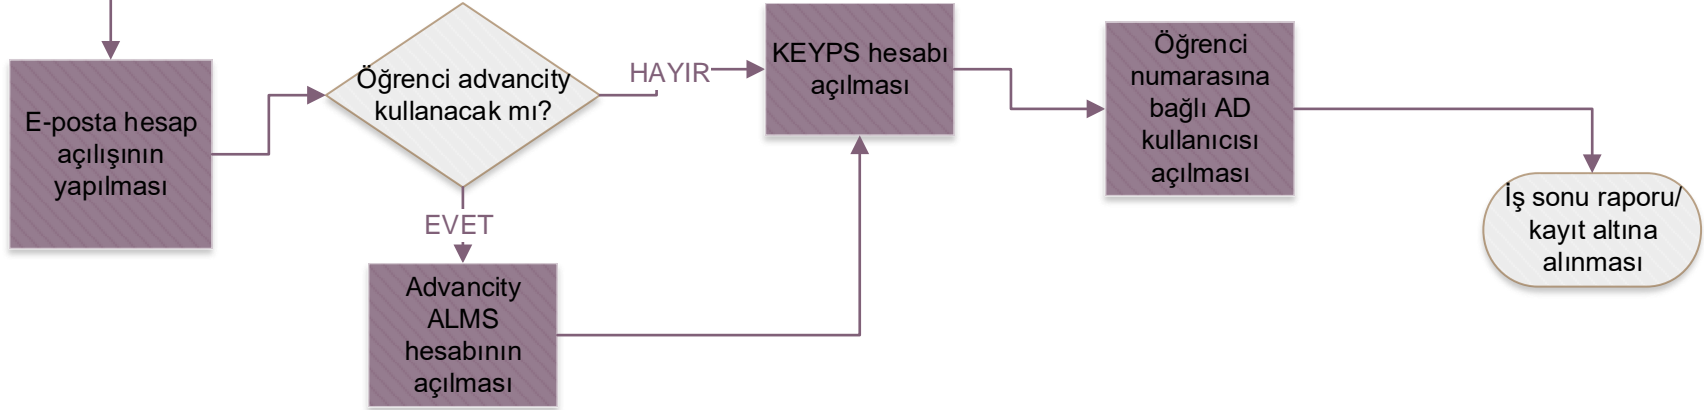 E-posta hesap
açılışının
yapılması
Öğrenci advancity
kullanacak mı?
HAYIR
EVET
Advancity
ALMS
hesabının
açılması
KEYPS hesabı
açılması
Öğrenci
numarasına
bağlı AD
kullanıcısı
açılması
İş sonu raporu/
kayıt altına
alınması